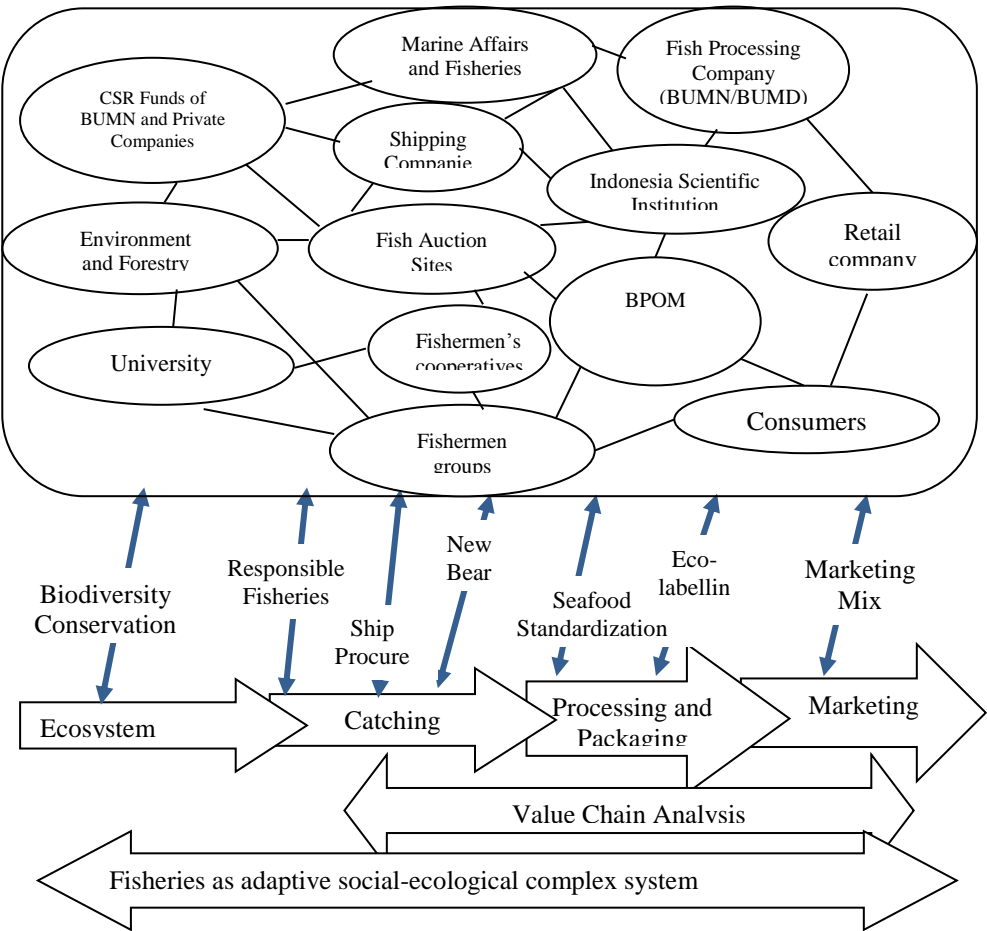 Marine Affairs
and Fisheries
Fish Processing
Company
(BUMN/BUMD)
CSR Funds of
BUMN and Private
Companies
Shipping
Companie
Indonesia Scientific
Institution
Environment
and Forestry
Fish Auction
Sites
Retail
company
BPOM
University
Fishermen's
cooperatives
Consumers
Fishermen
groups
Biodiversity
Conservation
Responsible
Fisheries
Ship
Procure
New
Bear
Seafood
Standardization
Eco-
labellin
Marketing
Mix
Ecosystem
Catching
Processing and
Packaging
Marketing
Value Chain Analysis
Fisheries as adaptive social-ecological complex system